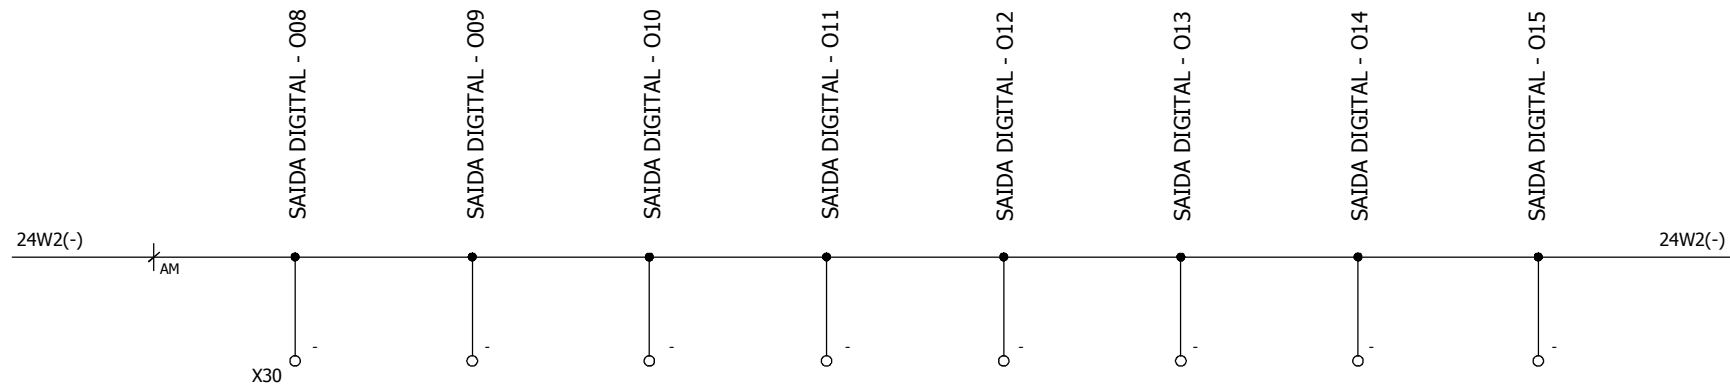 SAIDA DIGITAL - O08
SAIDA DIGITAL - O09
SAIDA DIGITAL - O10
SAIDA DIGITAL - O11
SAIDA DIGITAL - O12
SAIDA DIGITAL - O13
SAIDA DIGITAL - O14
SAIDA DIGITAL - O15
24W2(-)
24W2(-)
AM
-
-
-
-
-
-
-
-
X30